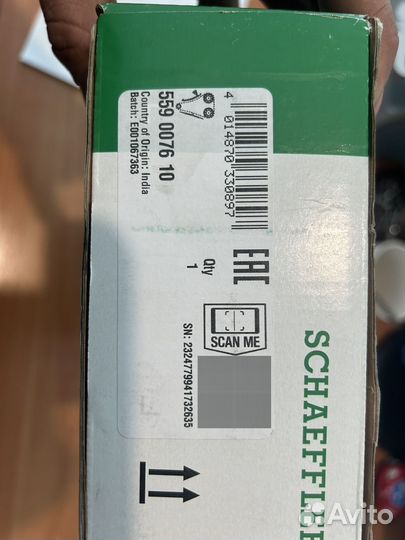 559 0076 10
Country of Origin: India
Batch: E001067363
4 014870 330897
EAC
Qty
1
SCAN ME
SN: 2324779941732635
SCHAEFFLER
Avito